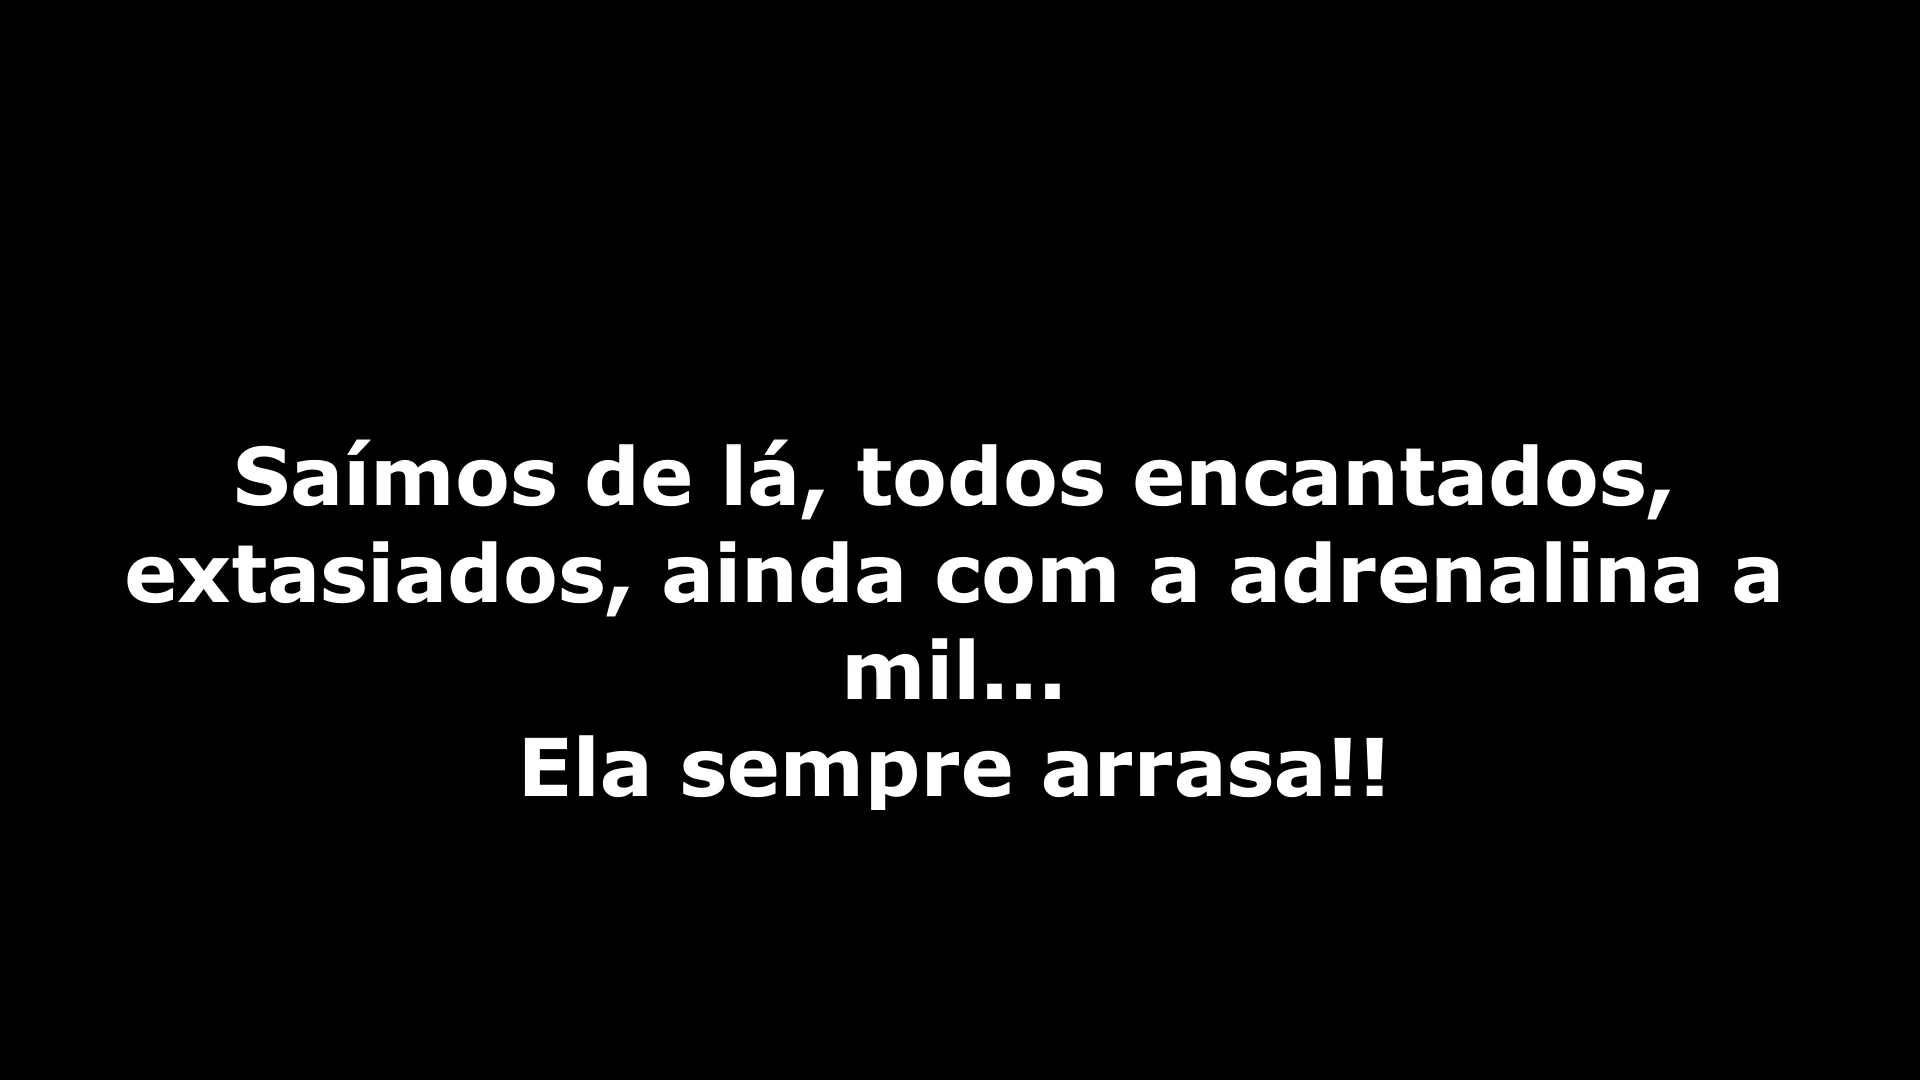 Saímos de lá, todos encantados,
extasiados, ainda com a adrenalina a
mil...
Ela sempre arrasa!!